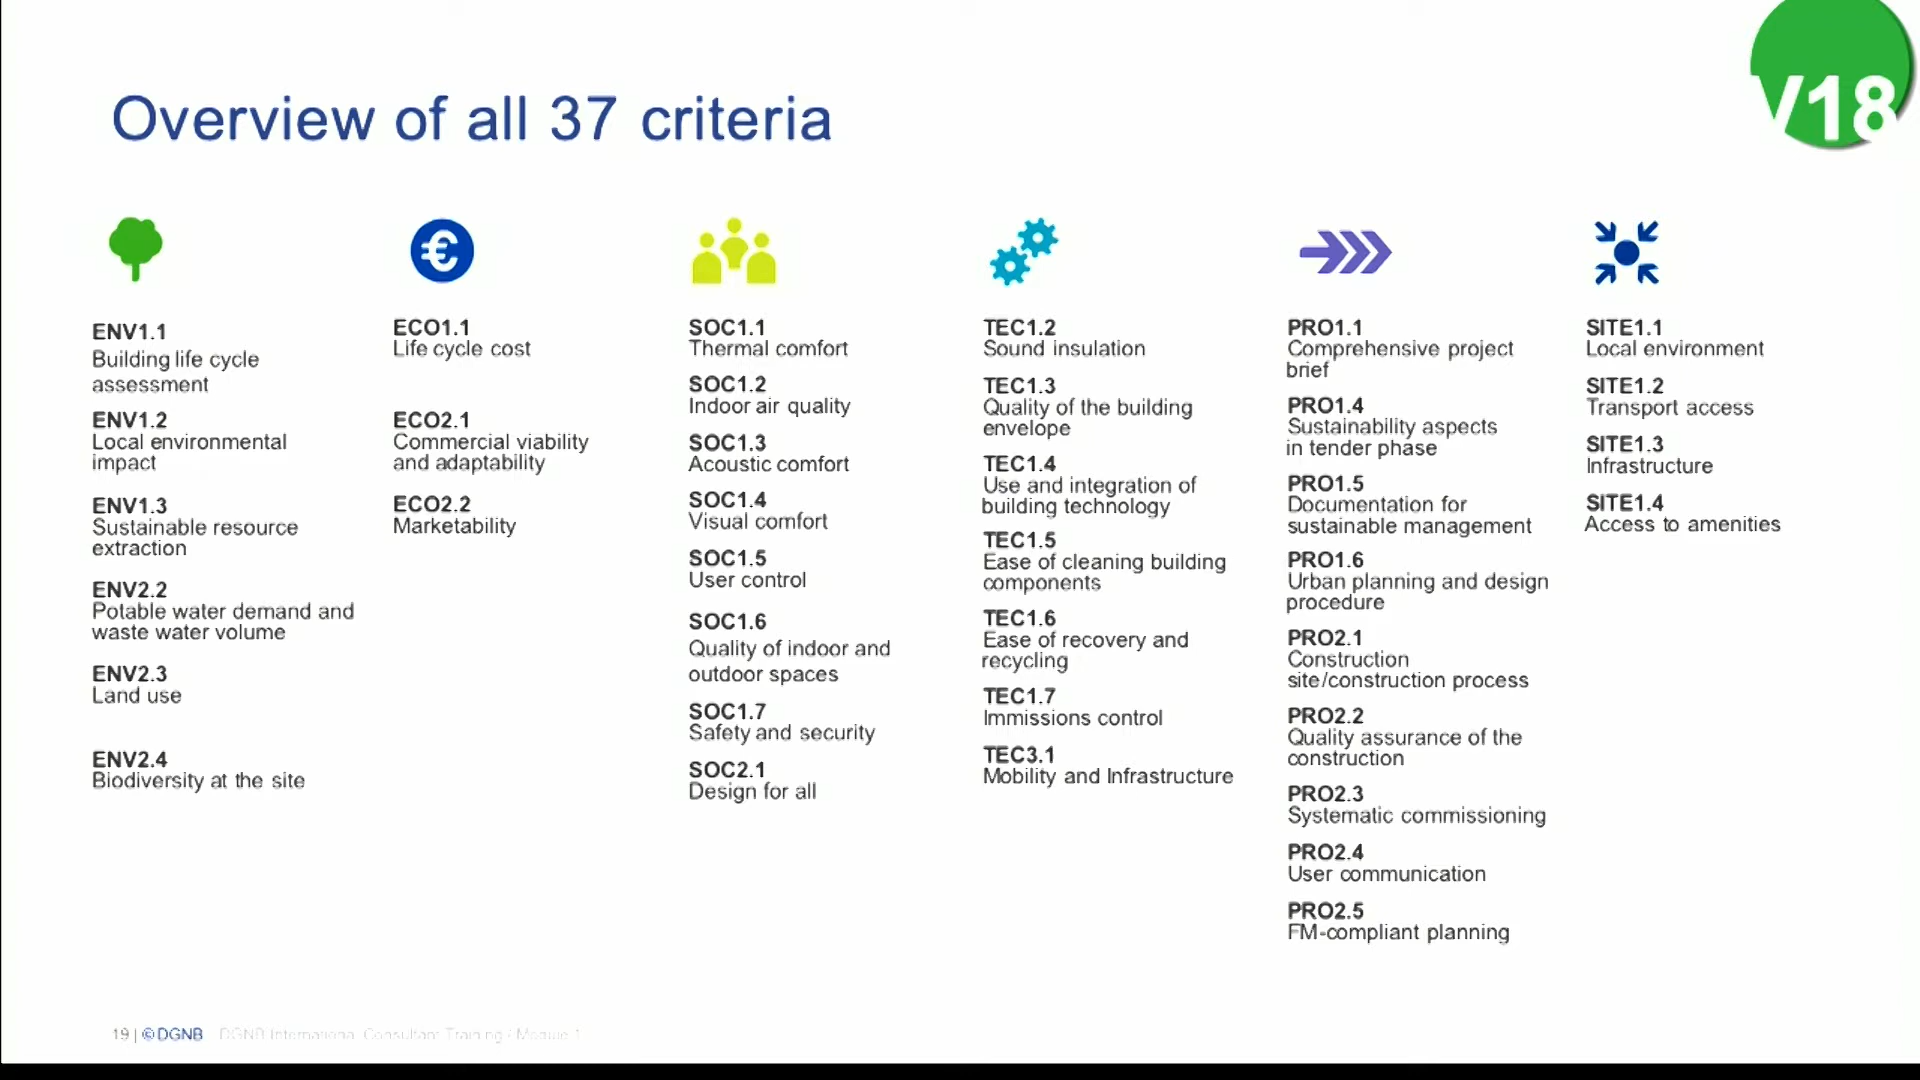 Overview of all 37 criteria
V18
ENV1.1
Building life cycle
assessment
ENV1.2
Local environmental
impact
ENV1.3
Sustainable resource
extraction
ENV2.2
Potable water demand and
waste water volume
ENV2.3
Land use
ENV2.4
Biodiversity at the site
ECO1.1
Life cycle cost
ECO2.1
Commercial viability
and adaptability
ECO2.2
Marketability
SOC1.1
Thermal comfort
SOC1.2
Indoor air quality
SOC1.3
Acoustic comfort
SOC1.4
Visual comfort
SOC1.5
User control
SOC1.6
Quality of indoor and
outdoor spaces
SOC1.7
Safety and security
SOC2.1
Design for all
TEC1.2
Sound insulation
TEC1.3
Quality of the building
envelope
TEC1.4
Use and integration of
building technology
TEC1.5
Ease of cleaning building
components
TEC1.6
Ease of recovery and
recycling
TEC1.7
Immissions control
TEC3.1
Mobility and Infrastructure
PRO1.1
Comprehensive project
brief
PRO1.4
Sustainability aspects
in tender phase
PRO1.5
Documentation for
sustainable management
PRO1.6
Urban planning and design
procedure
PRO2.1
Construction
site/construction process
PRO2.2
Quality assurance of the
construction
PRO2.3
Systematic commissioning
PRO2.4
User communication
PRO2.5
FM-compliant planning
SITE1.1
Local environment
SITE1.2
Transport access
SITE1.3
Infrastructure
SITE1.4
Access to amenities
19 | © DGNB DGNB International Consultant Training / Module 1